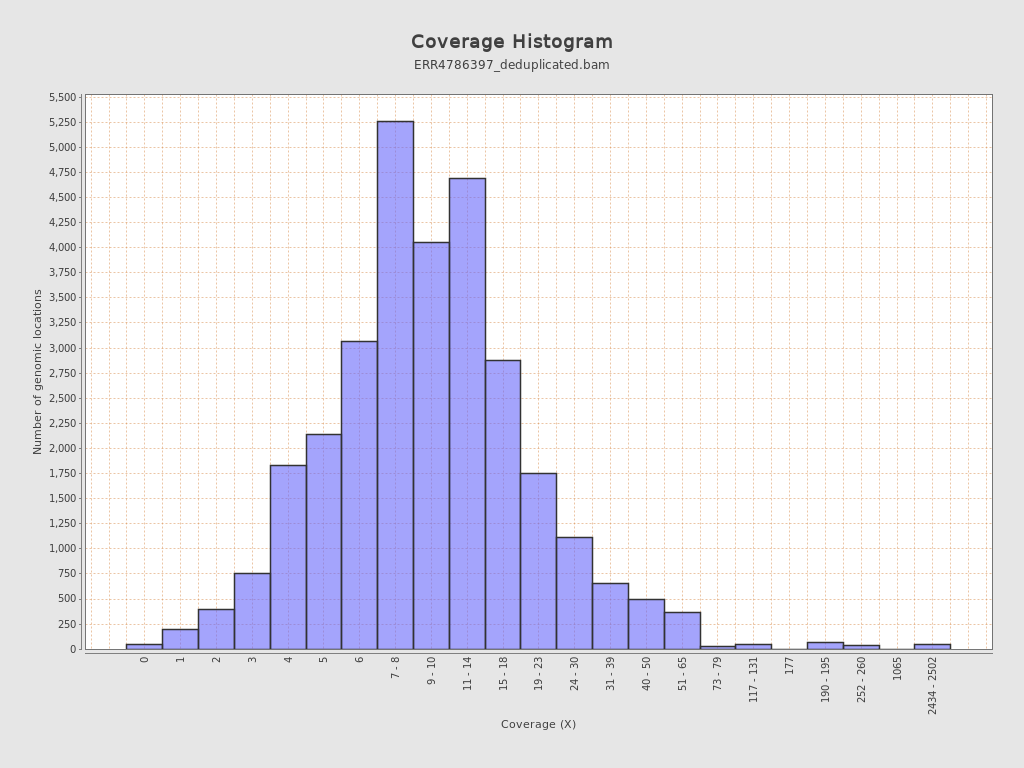 Coverage Histogram
ERR4786397_deduplicated.bam
Number of genomic locations
5,500
5,250
5,000
4,750
4,500
4,250
4,000
3,750
3,500
3,250
3,000
2,750
2,500
2,250
2,000
1,750
1,500
1,250
1,000
750
500
250
0
0
1
2
3
4
5
6
7 - 8
9 - 10
11 - 14
15 - 18
19 - 23
24 - 30
31 - 39
40 - 50
51 - 65
73 - 79
117 - 131
177
190 - 195
252 - 260
1065
2434 - 2502
Coverage (X)